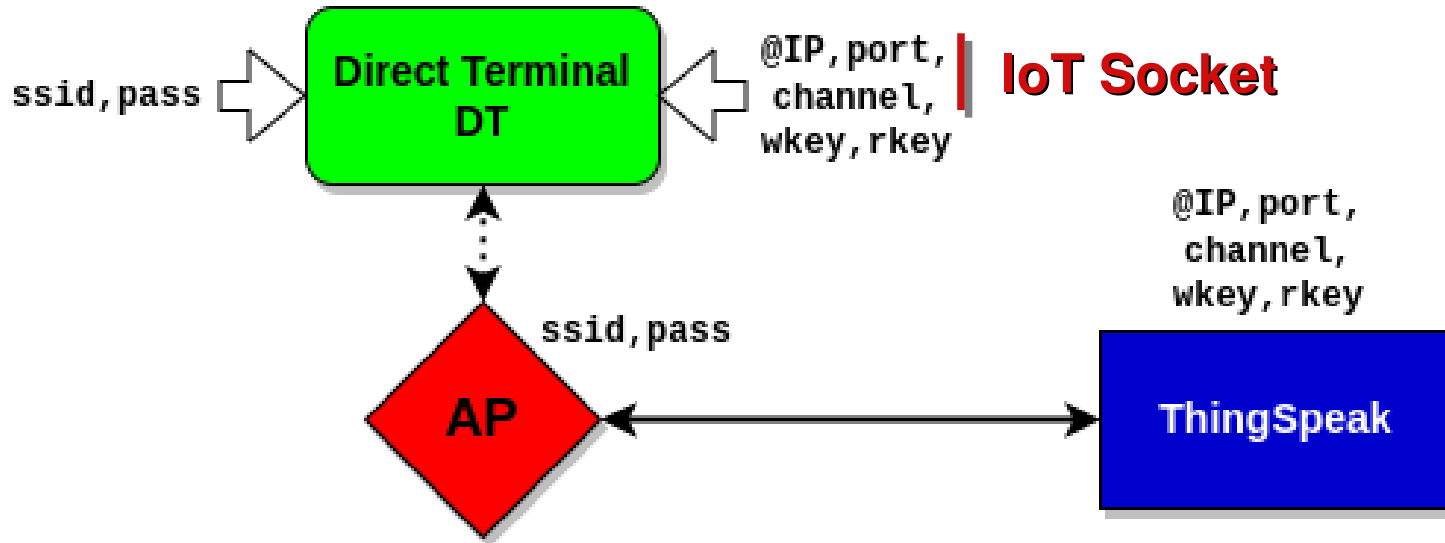 ssid,pass
Direct Terminal
DT
@IP,port,
channel,
wkey,rkey
IoT Socket
@IP,port,
channel,
wkey,rkey
ssid,pass
AP
ThingSpeak